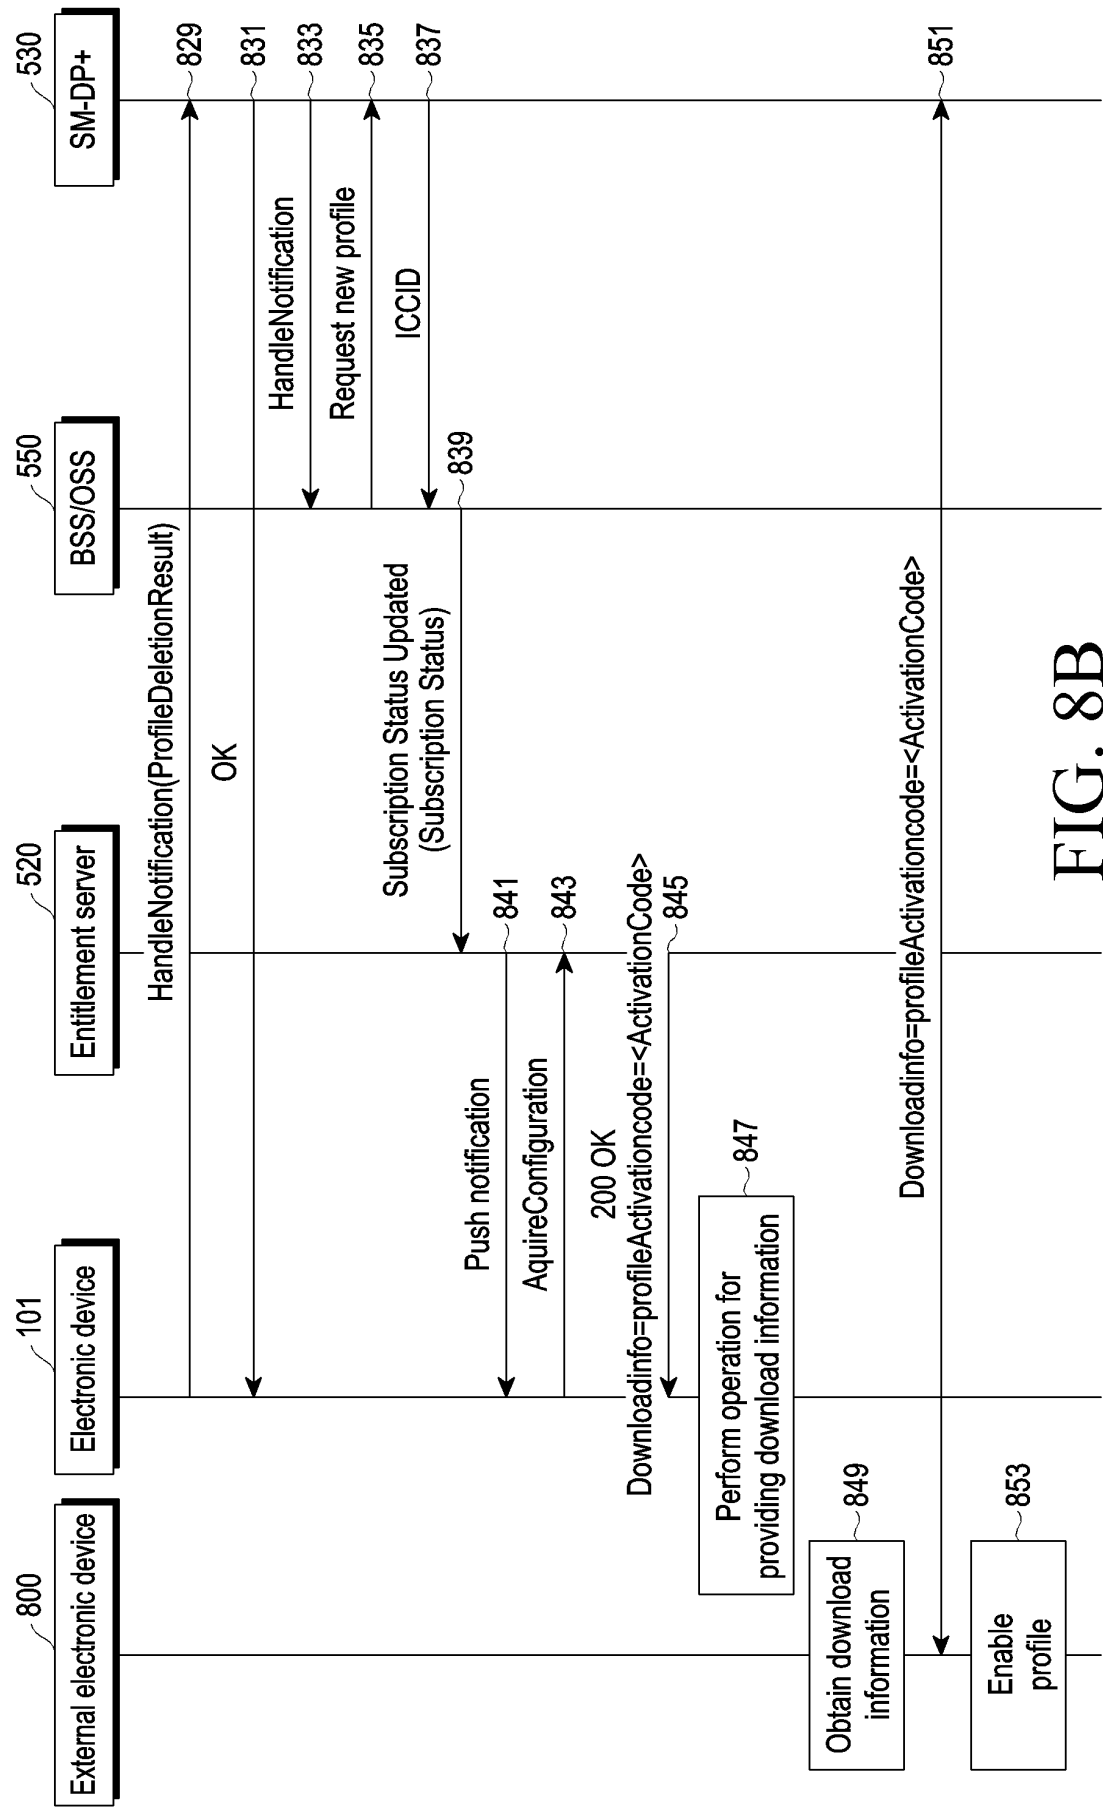 800
External electronic device
101
Electronic device
520
Entitlement server
550
BSS/OSS
530
SM-DP+
HandleNotification(ProfileDeletionResult)
829
OK
831
HandleNotification
833
Request new profile
835
ICCID
837
Subscription Status Updated
(Subscription Status)
839
Push notification
841
AquireConfiguration
843
200 OK
Downloadinfo=profileActivationcode=<ActivationCode>
845
Perform operation for
providing download information
847
Obtain download
information
849
Downloadinfo=profileActivationcode=<ActivationCode>
851
Enable
profile
853
FIG. 8B